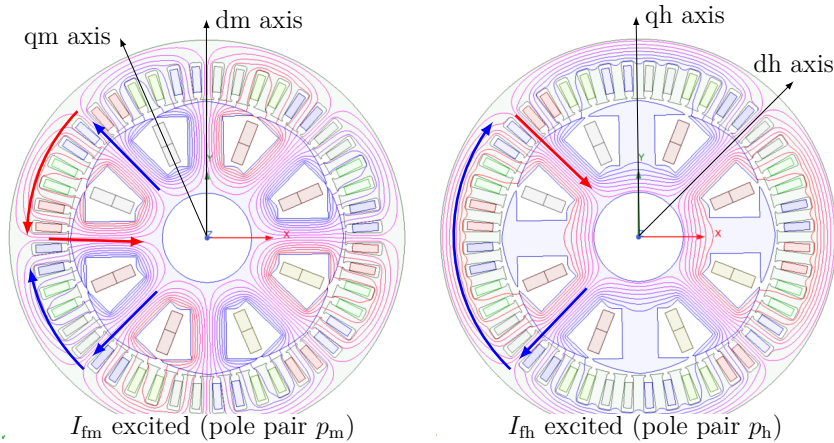 dm axis
qm axis
qh axis
dh axis
Y
X
Z
Y
X
I_fm excited (pole pair p_m)
I_fh excited (pole pair p_h)